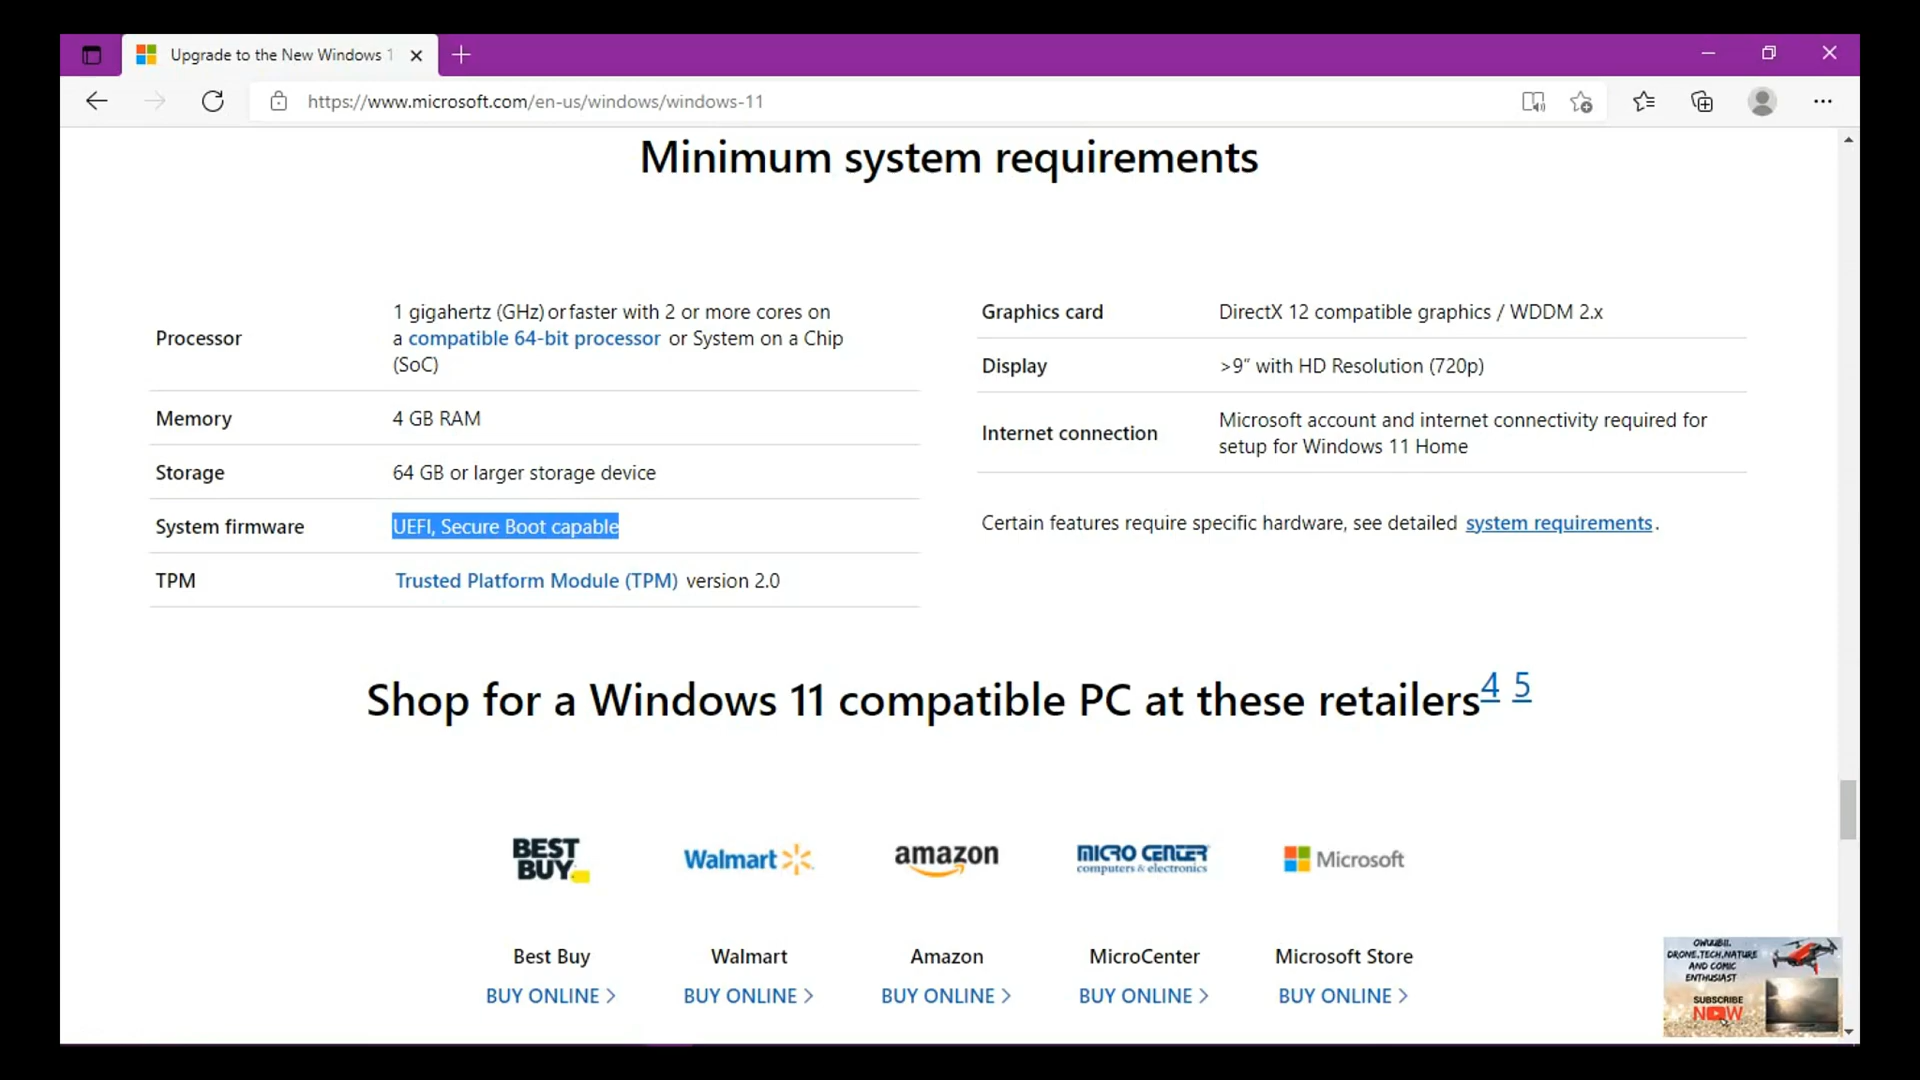 Upgrade to the New Windows 1
https://www.microsoft.com/en-us/windows/windows-11
Minimum system requirements
Processor
1 gigahertz (GHz) or faster with 2 or more cores on
a compatible 64-bit processor or System on a Chip
(SoC)
Memory
4 GB RAM
Storage
64 GB or larger storage device
System firmware
UEFI, Secure Boot capable
TPM
Trusted Platform Module (TPM) version 2.0
Graphics card
DirectX 12 compatible graphics / WDDM 2.x
Display
>9” with HD Resolution (720p)
Internet connection
Microsoft account and internet connectivity required for
setup for Windows 11 Home
Certain features require specific hardware, see detailed system requirements.
Shop for a Windows 11 compatible PC at these retailers4 5
BEST
BUY
Walmart
amazon
MICRO CENTER
computers & electronics
Microsoft
Best Buy
Walmart
Amazon
MicroCenter
Microsoft Store
BUY ONLINE >
BUY ONLINE >
BUY ONLINE >
BUY ONLINE >
BUY ONLINE >
DRONE,TECH,NATURE
AND COMIC
ENTHUSIAST
SUBSCRIBE
NOW